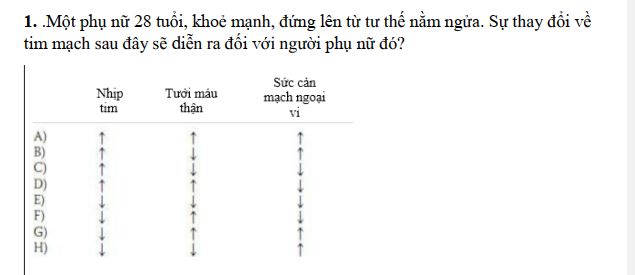 1. .Một phụ nữ 28 tuổi, khoẻ mạnh, đứng lên từ tư thế nằm ngửa. Sự thay đổi về
tim mạch sau đây sẽ diễn ra đối với người phụ nữ đó?
Nhịp tim Tưới máu thận Sức cản mạch ngoại vi
A) ↑ ↑ ↑
B) ↑ ↓ ↑
C) ↑ ↓ ↓
D) ↑ ↑ ↓
E) ↓ ↓ ↓
F) ↓ ↑ ↓
G) ↓ ↑ ↑
H) ↓ ↓ ↑